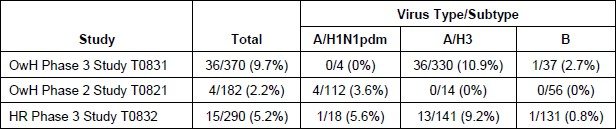 Virus Type/Subtype
Study Total A/H1N1pdm A/H3 B
OwH Phase 3 Study T0831 36/370 (9.7%) 0/4 (0%) 36/330 (10.9%) 1/37 (2.7%)
OwH Phase 2 Study T0821 4/182 (2.2%) 4/112 (3.6%) 0/14 (0%) 0/56 (0%)
HR Phase 3 Study T0832 15/290 (5.2%) 1/18 (5.6%) 13/141 (9.2%) 1/131 (0.8%)